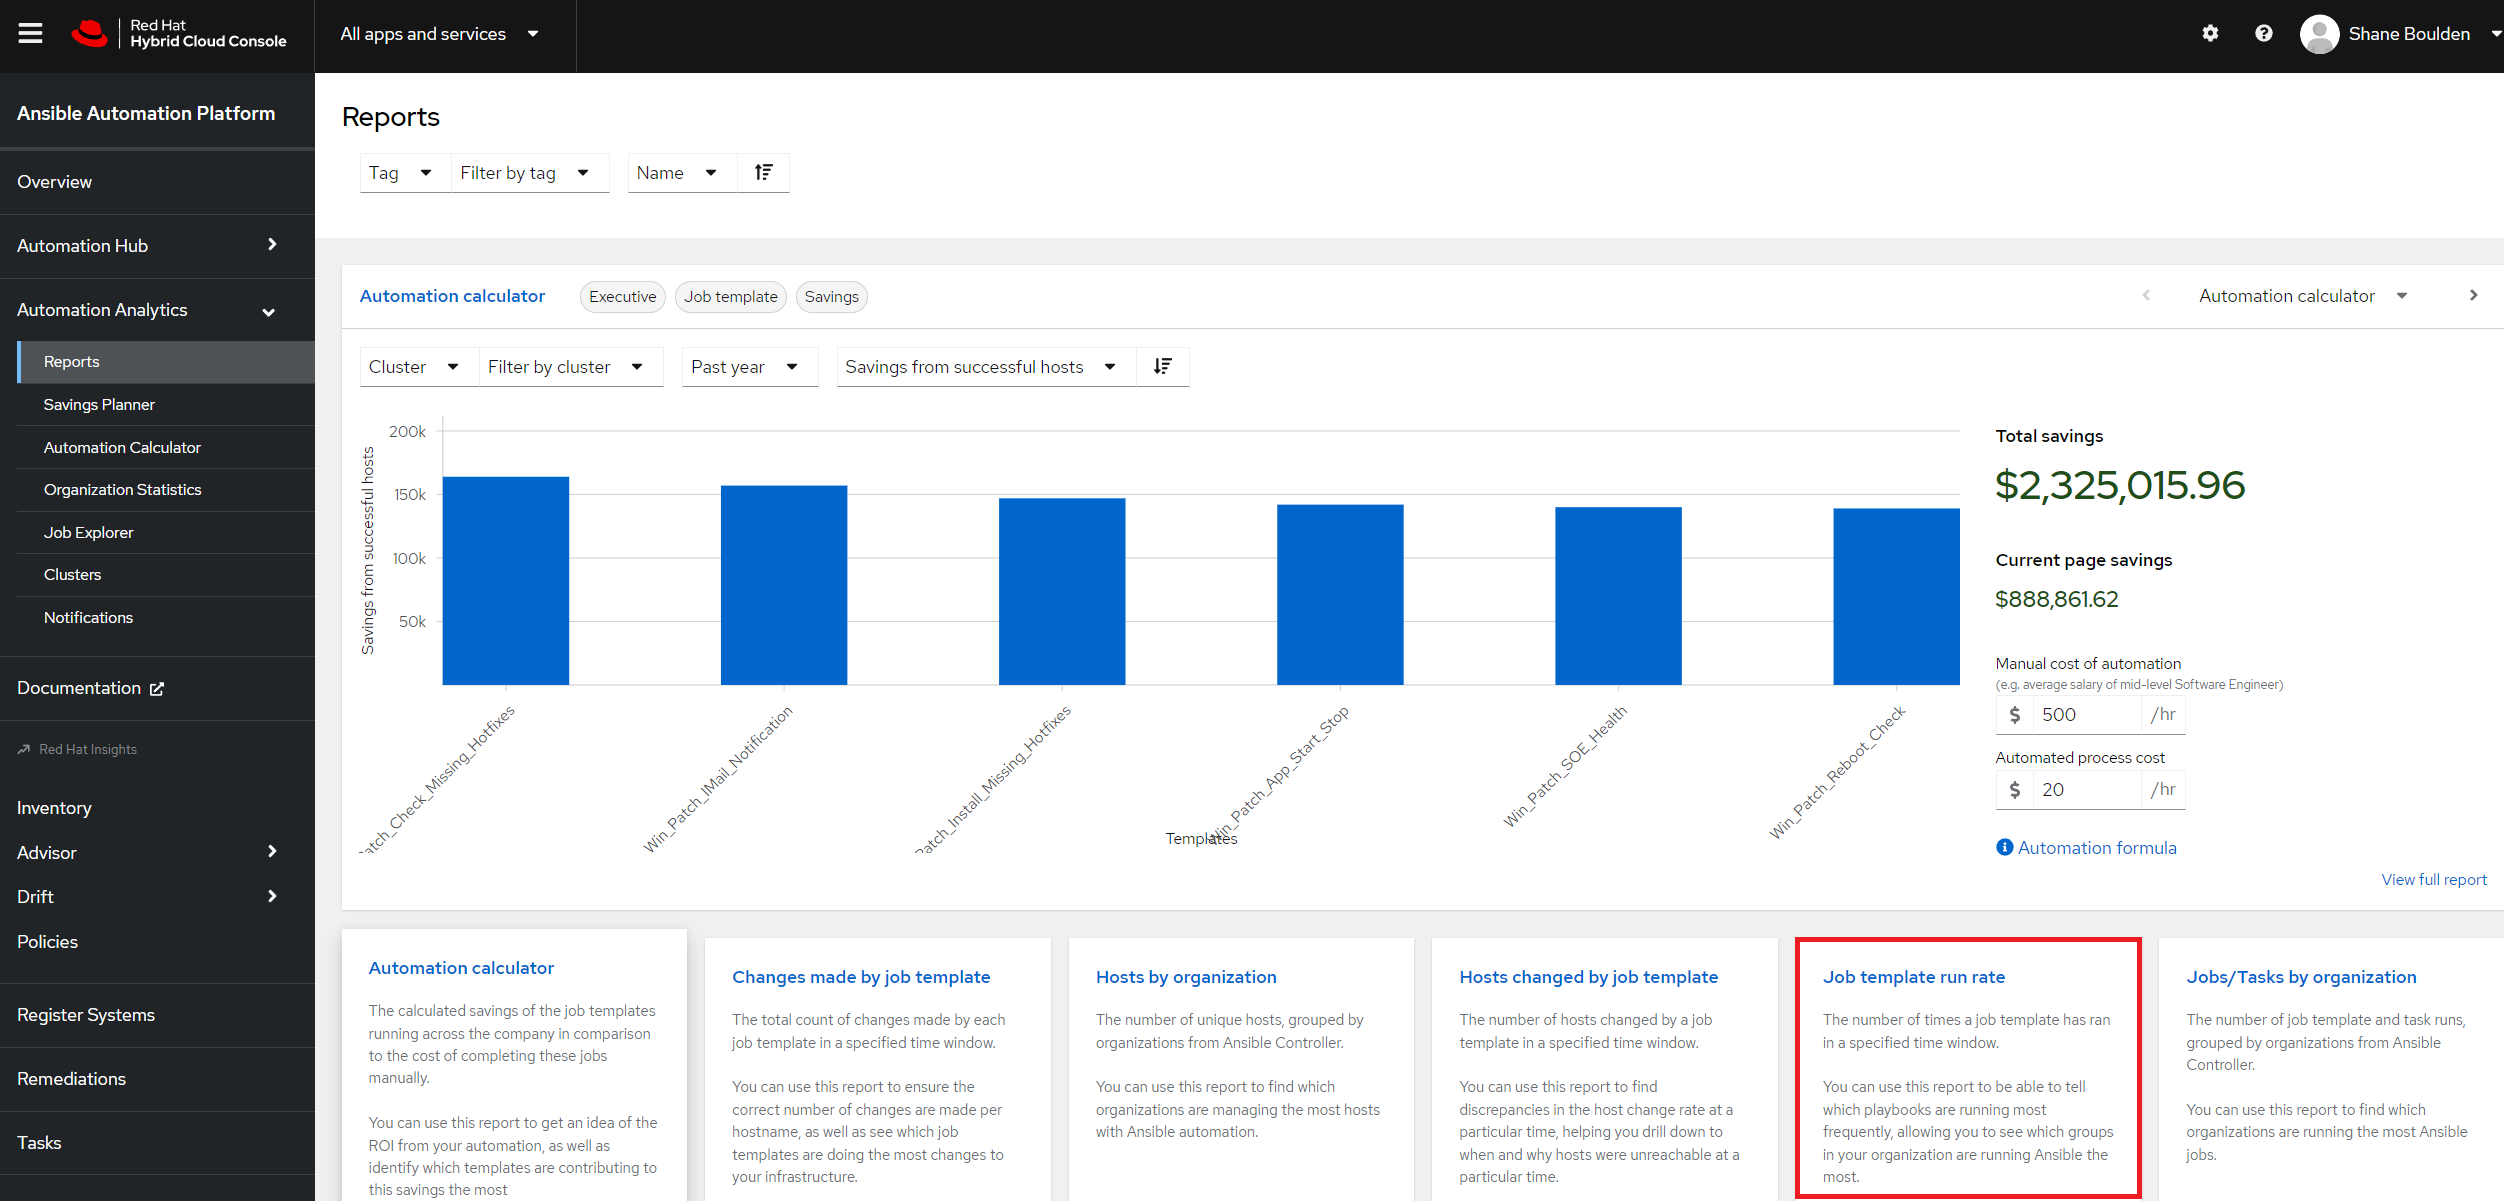 Red Hat
Hybrid Cloud Console
All apps and services
Shane Boulden
Ansible Automation Platform
Overview
Automation Hub
Automation Analytics
Reports
Savings Planner
Automation Calculator
Organization Statistics
Job Explorer
Clusters
Notifications
Documentation
Red Hat Insights
Inventory
Advisor
Drift
Policies
Register Systems
Remediations
Tasks
Reports
Tag Filter by tag Name
Automation calculator Executive Job template Savings Automation calculator
Cluster Filter by cluster Past year Savings from successful hosts
Savings from successful hosts
200k
150k
100k
50k
atch_Check_Missing_Hotfixes
Win_Patch_IMail_Notification
Patch_Install_Missing_Hotfixes
Win_Patch_App_Start_Stop
Win_Patch_SOE_Health
Win_Patch_Reboot_Check
Templates
Total savings
$2,325,015.96
Current page savings
$888,861.62
Manual cost of automation
(e.g. average salary of mid-level Software Engineer)
$ 500 /hr
Automated process cost
$ 20 /hr
Automation formula
View full report
Automation calculator
The calculated savings of the job templates
running across the company in comparison
to the cost of completing these jobs
manually.
You can use this report to get an idea of the
ROI from your automation, as well as
identify which templates are contributing to
this savings the most
Changes made by job template
The total count of changes made by each
job template in a specified time window.
You can use this report to ensure the
correct number of changes are made per
hostname, as well as see which job
templates are doing the most changes to
your infrastructure.
Hosts by organization
The number of unique hosts, grouped by
organizations from Ansible Controller.
You can use this report to find which
organizations are managing the most hosts
with Ansible automation.
Hosts changed by job template
The number of hosts changed by a job
template in a specified time window.
You can use this report to find
discrepancies in the host change rate at a
particular time, helping you drill down to
when and why hosts were unreachable at a
particular time.
Job template run rate
The number of times a job template has ran
in a specified time window.
You can use this report to be able to tell
which playbooks are running most
frequently, allowing you to see which groups
in your organization are running Ansible the
most.
Jobs/Tasks by organization
The number of job template and task runs,
grouped by organizations from Ansible
Controller.
You can use this report to find which
organizations are running the most Ansible
jobs.